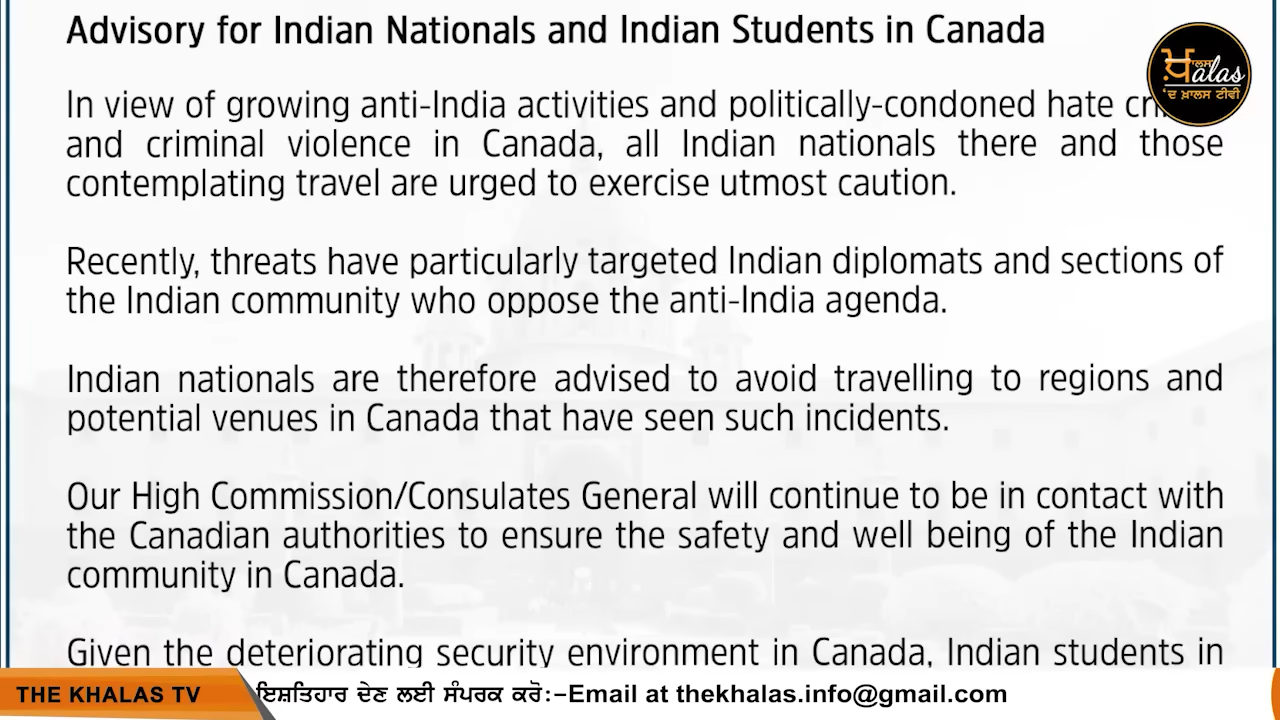 Advisory for Indian Nationals and Indian Students in Canada
In view of growing anti-India activities and politically-condoned hate
and criminal violence in Canada, all Indian nationals there and those
contemplating travel are urged to exercise utmost caution.
Recently, threats have particularly targeted Indian diplomats and sections of
the Indian community who oppose the anti-India agenda.
Indian nationals are therefore advised to avoid travelling to regions and
potential venues in Canada that have seen such incidents.
Our High Commission/Consulates General will continue to be in contact with
the Canadian authorities to ensure the safety and well being of the Indian
community in Canada.
Given the deteriorating security environment in Canada, Indian students in
ਖ਼ਾਲਸ
alas
'ਦ ਖ਼ਾਲਸ ਟੀਵੀ
THE KHALAS TV
ਇਸ਼ਤਿਹਾਰ ਦੇਣ ਲਈ ਸੰਪਰਕ ਕਰੋ:-Email at thekhalas.info@gmail.com